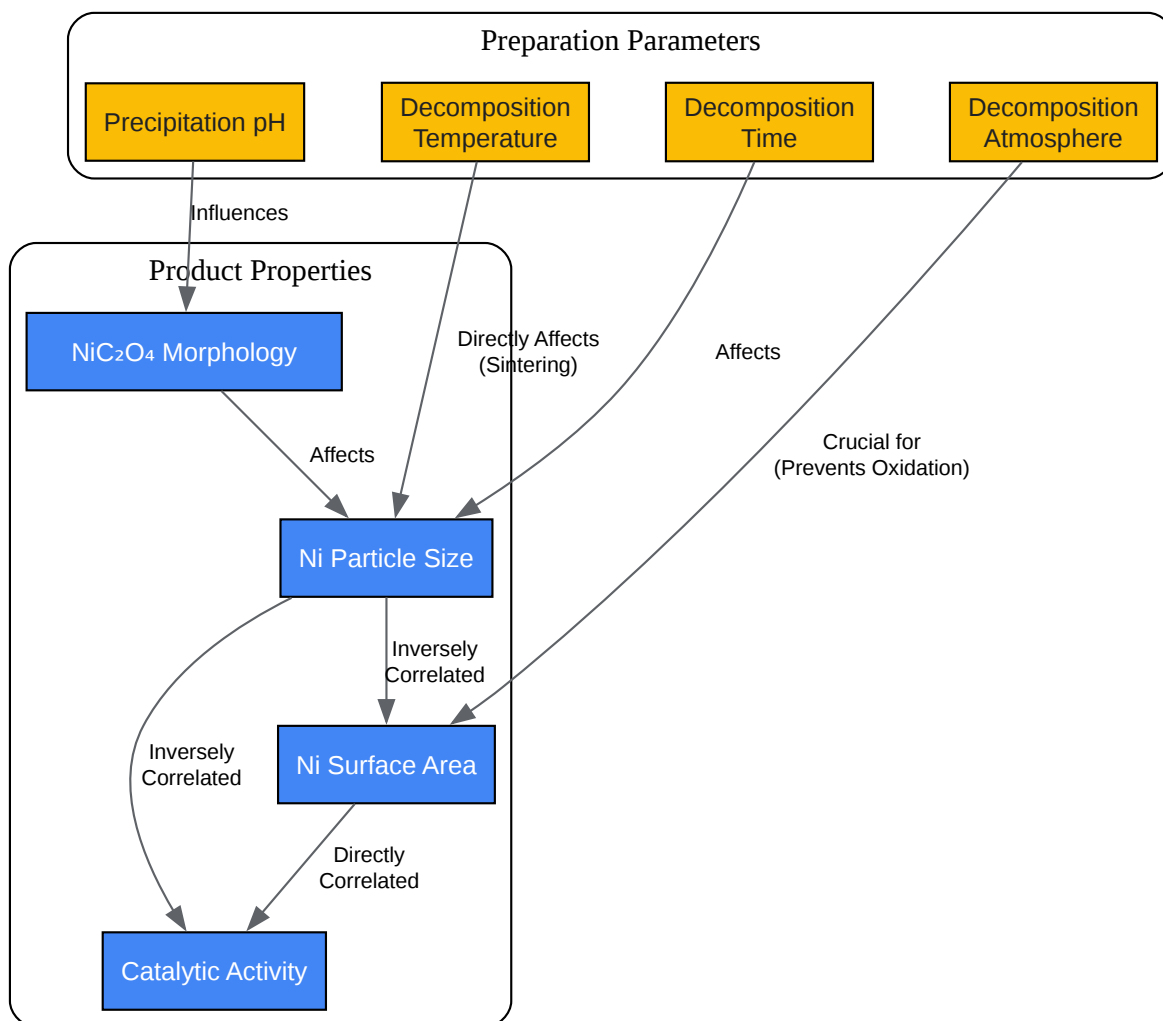 Preparation Parameters
Precipitation pH
Decomposition
Temperature
Decomposition
Time
Decomposition
Atmosphere
Influences
Product Properties
NiC₂O₄ Morphology
Directly Affects
(Sintering)
Affects
Affects
Crucial for
(Prevents Oxidation)
Ni Particle Size
Inversely
Correlated
Inversely
Correlated
Ni Surface Area
Directly
Correlated
Catalytic Activity